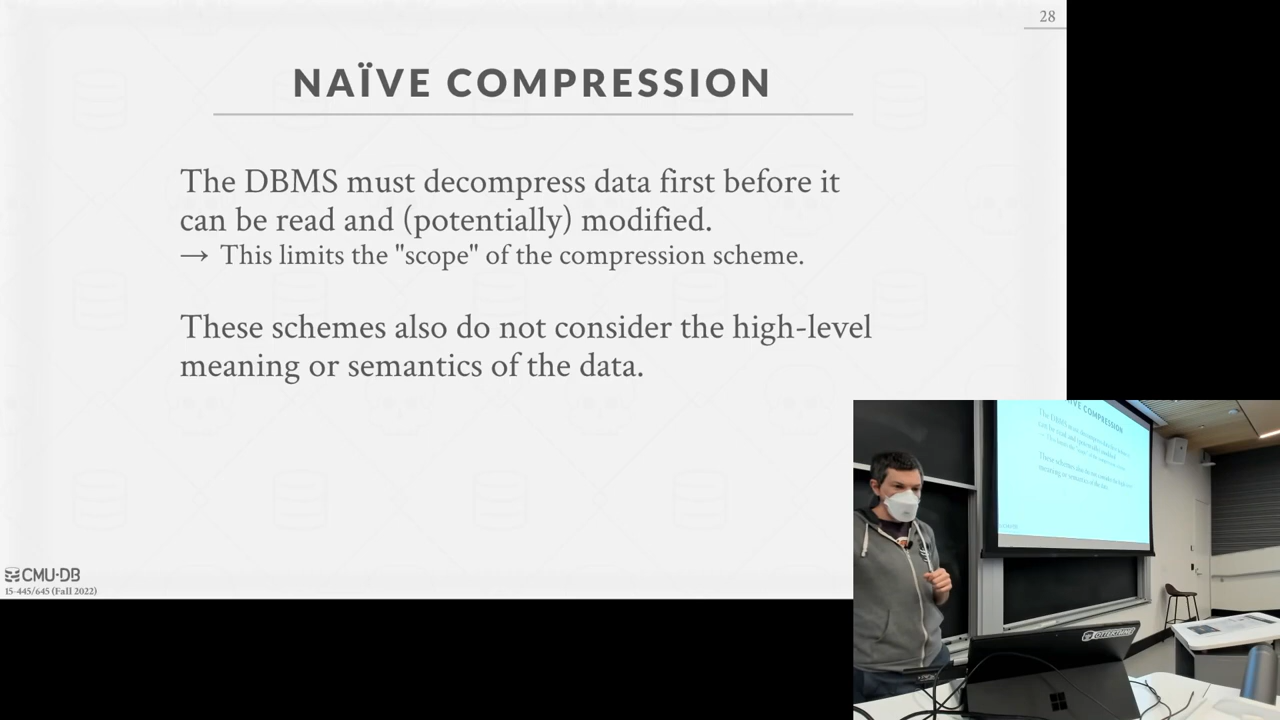 28
NAÏVE COMPRESSION
The DBMS must decompress data first before it
can be read and (potentially) modified.
→ This limits the "scope" of the compression scheme.
These schemes also do not consider the high-level
meaning or semantics of the data.
CMU·DB
15-445/645 (Fall 2022)